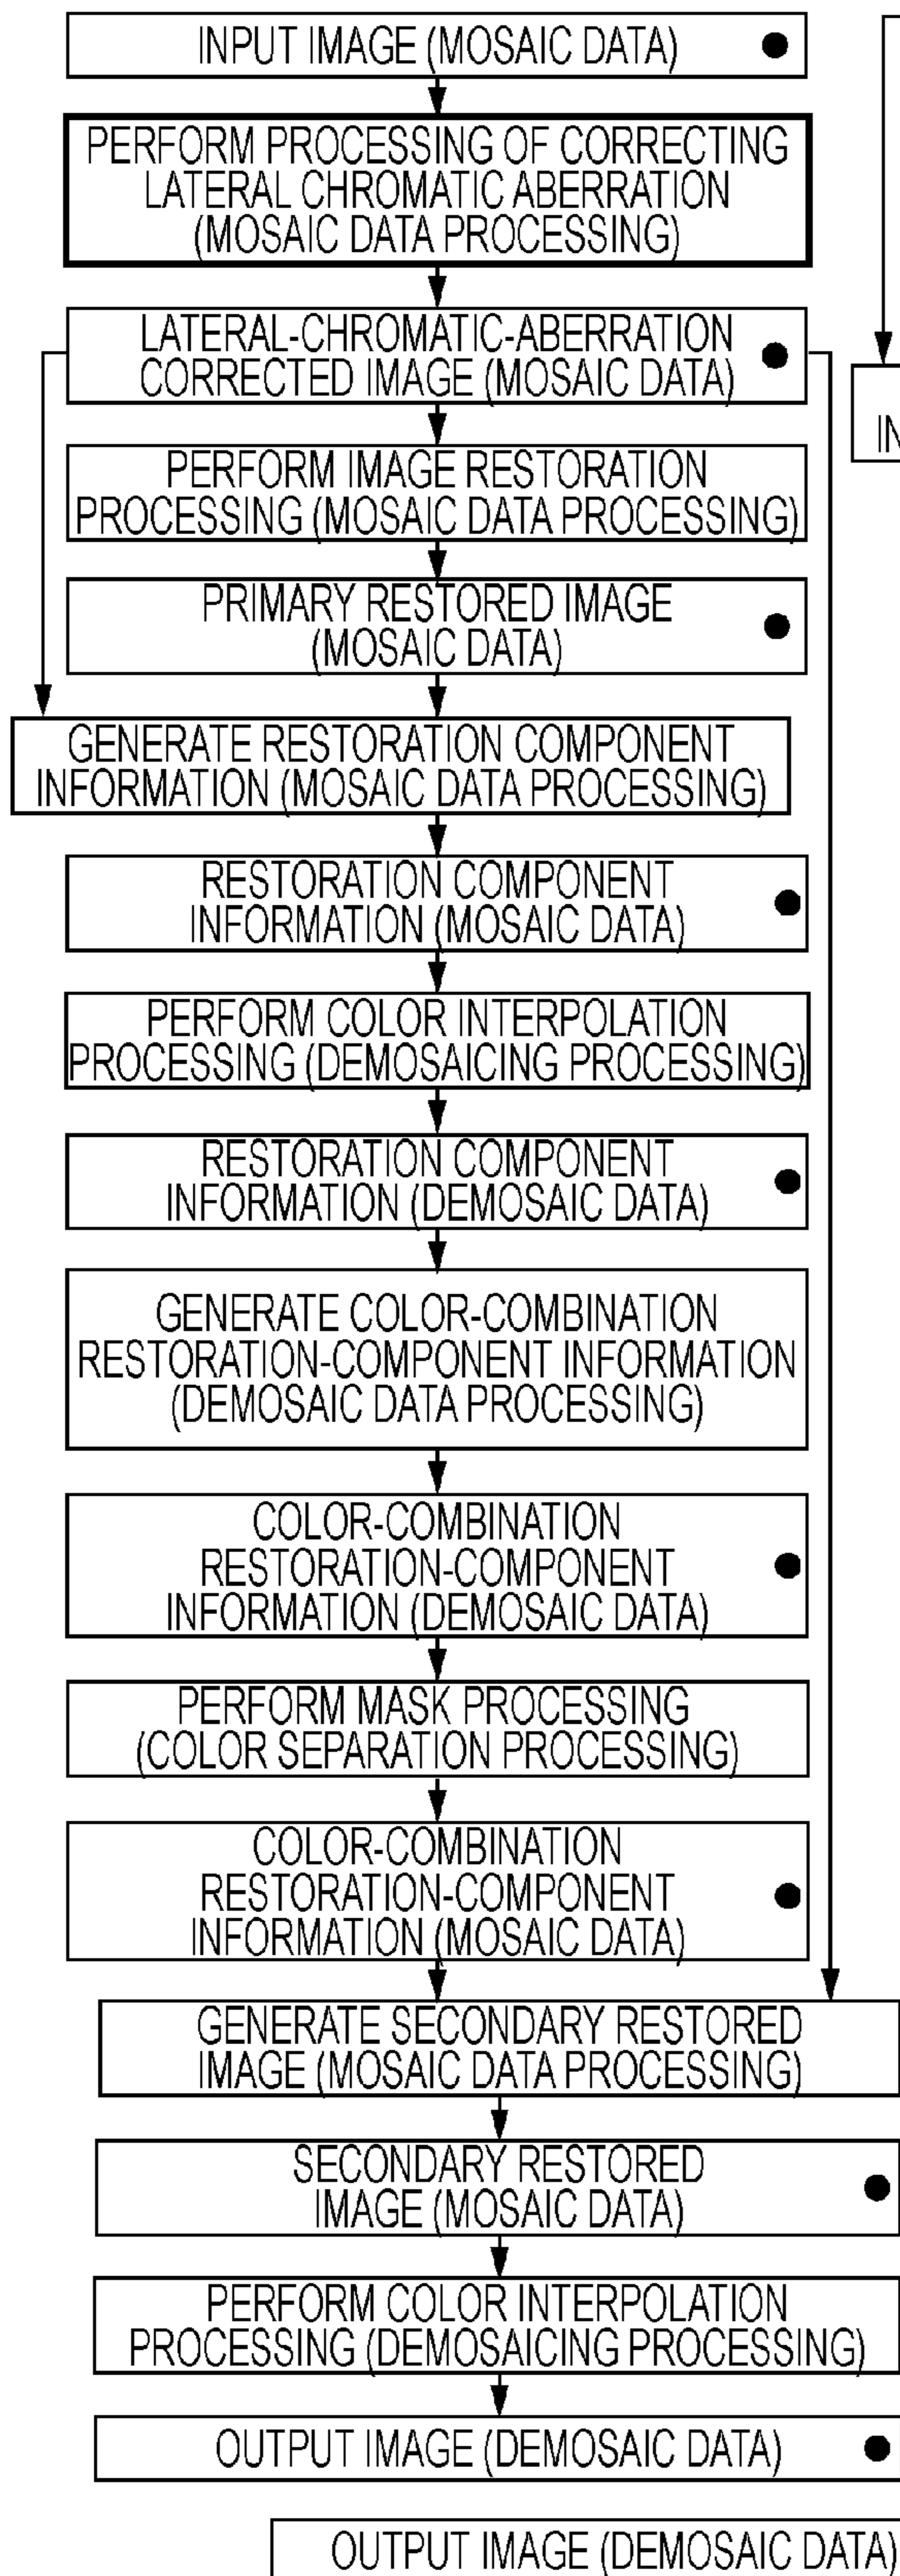 INPUT IMAGE (MOSAIC DATA)
PERFORM PROCESSING OF CORRECTING
LATERAL CHROMATIC ABERRATION
(MOSAIC DATA PROCESSING)
LATERAL-CHROMATIC-ABERRATION
CORRECTED IMAGE (MOSAIC DATA)
IN
PERFORM IMAGE RESTORATION
PROCESSING (MOSAIC DATA PROCESSING)
PRIMARY RESTORED IMAGE
(MOSAIC DATA)
GENERATE RESTORATION COMPONENT
INFORMATION (MOSAIC DATA PROCESSING)
RESTORATION COMPONENT
INFORMATION (MOSAIC DATA)
PERFORM COLOR INTERPOLATION
PROCESSING (DEMOSAICING PROCESSING)
RESTORATION COMPONENT
INFORMATION (DEMOSAIC DATA)
GENERATE COLOR-COMBINATION
RESTORATION-COMPONENT INFORMATION
(DEMOSAIC DATA PROCESSING)
COLOR-COMBINATION
RESTORATION-COMPONENT
INFORMATION (DEMOSAIC DATA)
PERFORM MASK PROCESSING
(COLOR SEPARATION PROCESSING)
COLOR-COMBINATION
RESTORATION-COMPONENT
INFORMATION (MOSAIC DATA)
GENERATE SECONDARY RESTORED
IMAGE (MOSAIC DATA PROCESSING)
SECONDARY RESTORED
IMAGE (MOSAIC DATA)
PERFORM COLOR INTERPOLATION
PROCESSING (DEMOSAICING PROCESSING)
OUTPUT IMAGE (DEMOSAIC DATA)
OUTPUT IMAGE (DEMOSAIC DATA)